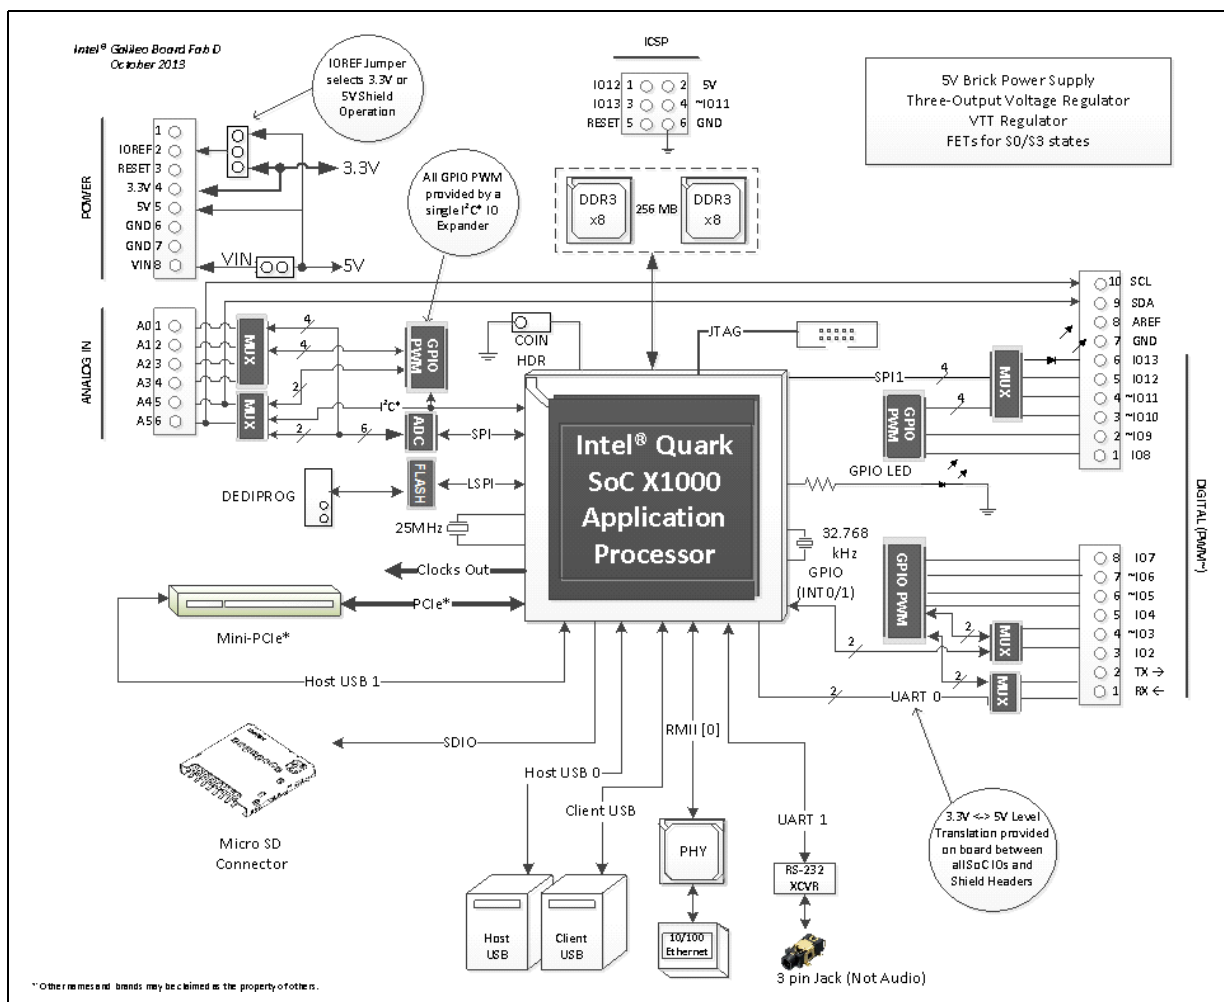 Intel® Galileo Board Fab D
October 2013
IOREF Jumper
selects 3.3V or
5V Shield
Operation
ICSP
IO12 1 2 5V
IO13 3 4 ~IO11
RESET 5 6 GND
5V Brick Power Supply
Three-Output Voltage Regulator
VTT Regulator
FETs for S0/S3 states
POWER
1
IOREF 2
RESET 3
3.3V 4
5V 5
GND 6
GND 7
VIN 8
3.3V
VIN
5V
All GPIO PWM
provided by a
single I²C* IO
Expander
DDR3
x8
256 MB
DDR3
x8
ANALOG IN
A0 1
A1 2
A2 3
A3 4
A4 5
A5 6
MUX
MUX
4
4
2
2
6
I²C*
GPIO
PWM
ADC
SPI
FLASH
LSPI
DEDIPROG
25MHz
COIN
HDR
JTAG
Intel® Quark
SoC X1000
Application
Processor
10 SCL
9 SDA
8 AREF
7 GND
6 IO13
5 IO12
4 ~IO11
3 ~IO10
2 ~IO9
1 IO8
SPI1
4
MUX
GPIO
PWM
4
GPIO LED
DIGITAL (PWM~)
32.768
kHz
GPIO
(INT0/1)
GPIO PWM
8 IO7
7 ~IO6
6 ~IO5
5 IO4
4 ~IO3
3 IO2
2 TX →
1 RX ←
2
MUX
2
2
MUX
2
UART 0
Clocks Out
PCIe*
Mini-PCIe*
Host USB 1
SDIO
Micro SD
Connector
Host USB 0
Client USB
RMII [0]
UART 1
3.3V <-> 5V Level
Translation provided
on board between
all SoC IOs and
Shield Headers
PHY
RS-232
XCVR
Host
USB
Client
USB
10/100
Ethernet
3 pin Jack (Not Audio)
* Other names and brands may be claimed as the property of others.